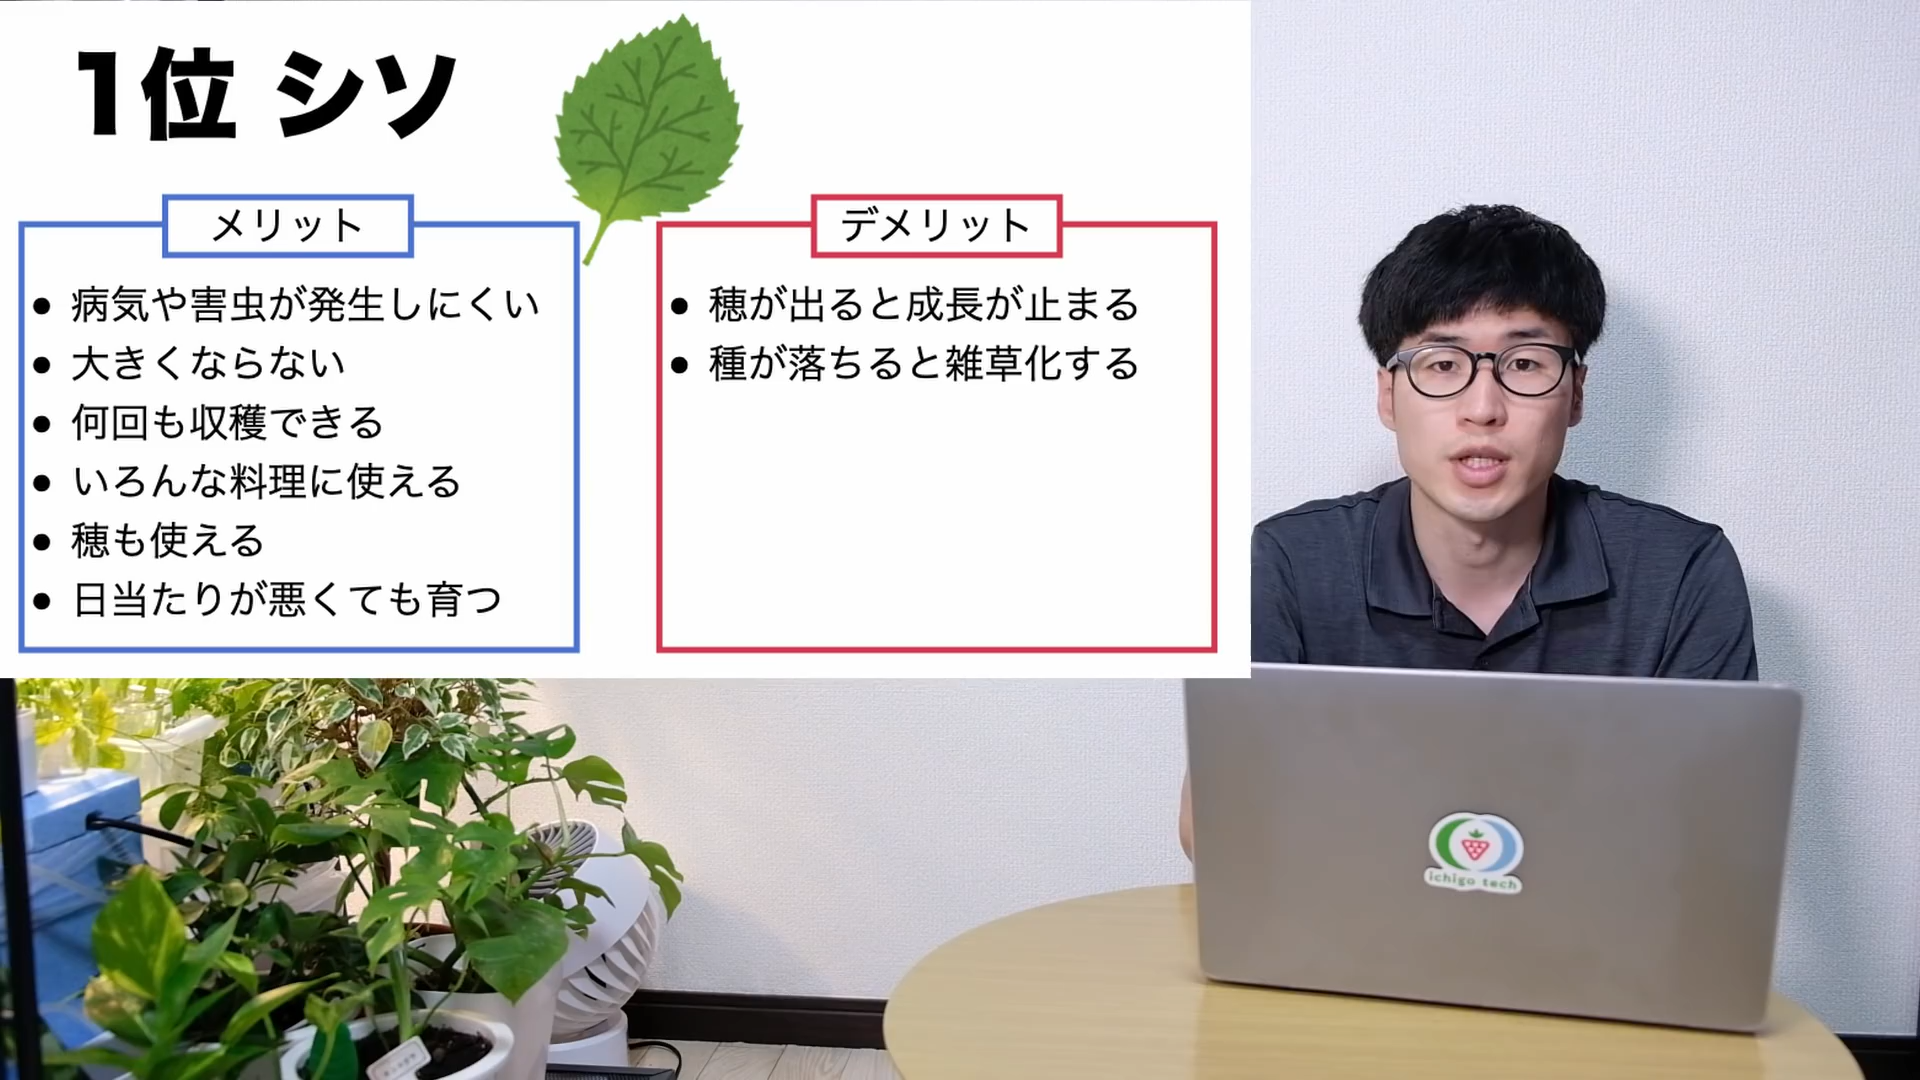 1位 シソ
メリット
● 病気や害虫が発生しにくい
● 大きくならない
● 何回も収穫できる
● いろんな料理に使える
● 穂も使える
● 日当たりが悪くても育つ
デメリット
● 穂が出ると成長が止まる
● 種が落ちると雑草化する
ichigo tech